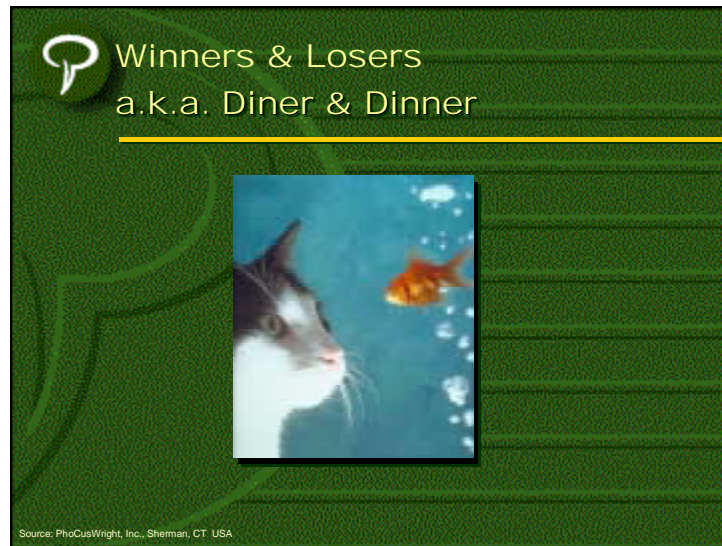 Winners & Losers
a.k.a. Diner & Dinner
Source: PhoCusWright, Inc., Sherman, CT USA